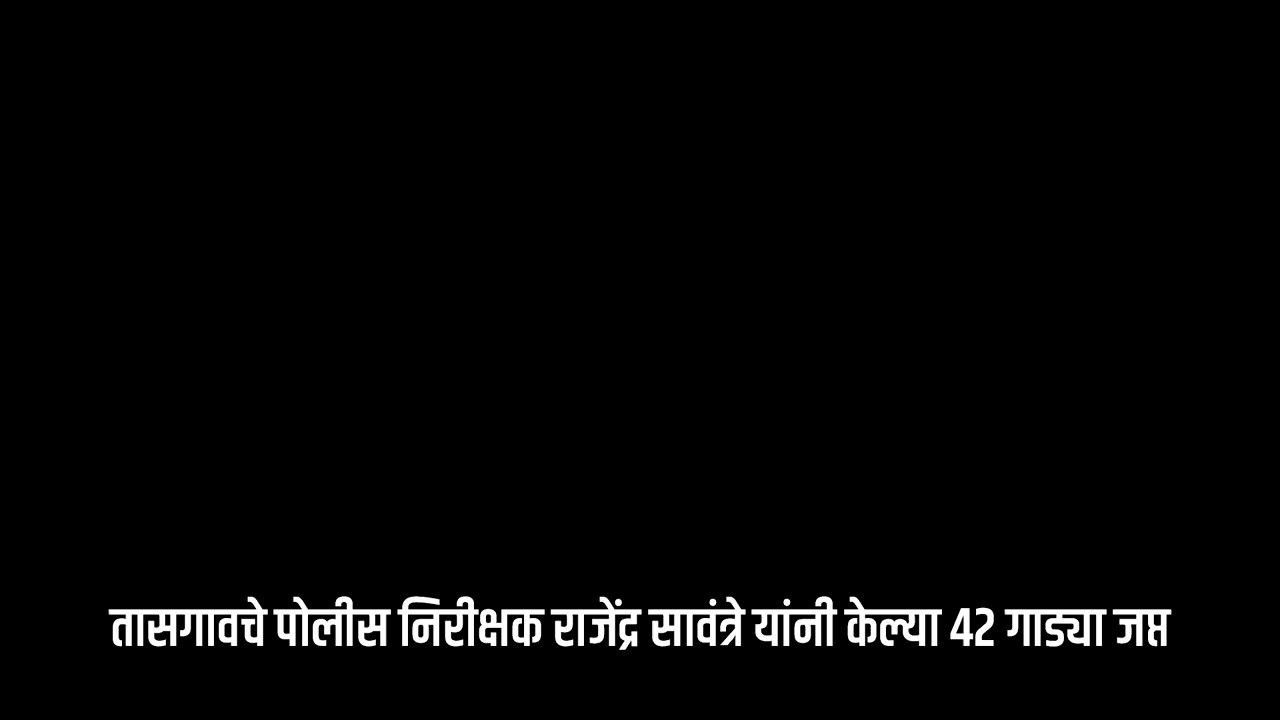 तासगावचे पोलीस निरीक्षक राजेंद्र सावंत्रे यांनी केल्या 42 गाड्या जप्त